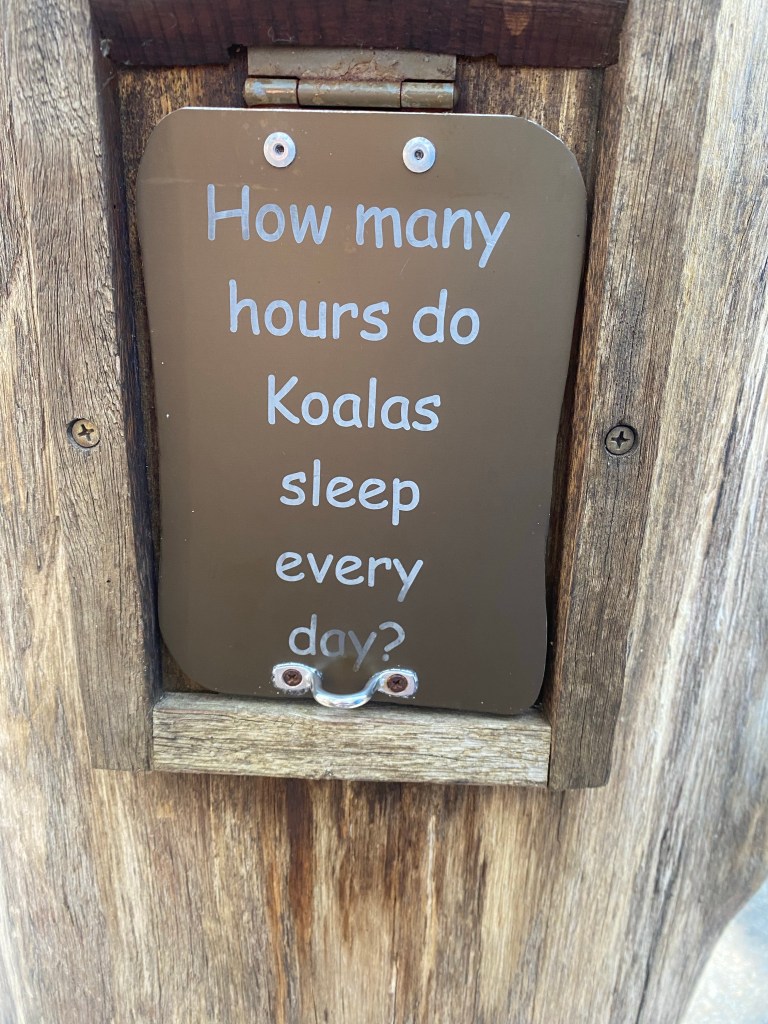 How many
hours do
Koalas
sleep
every
day?